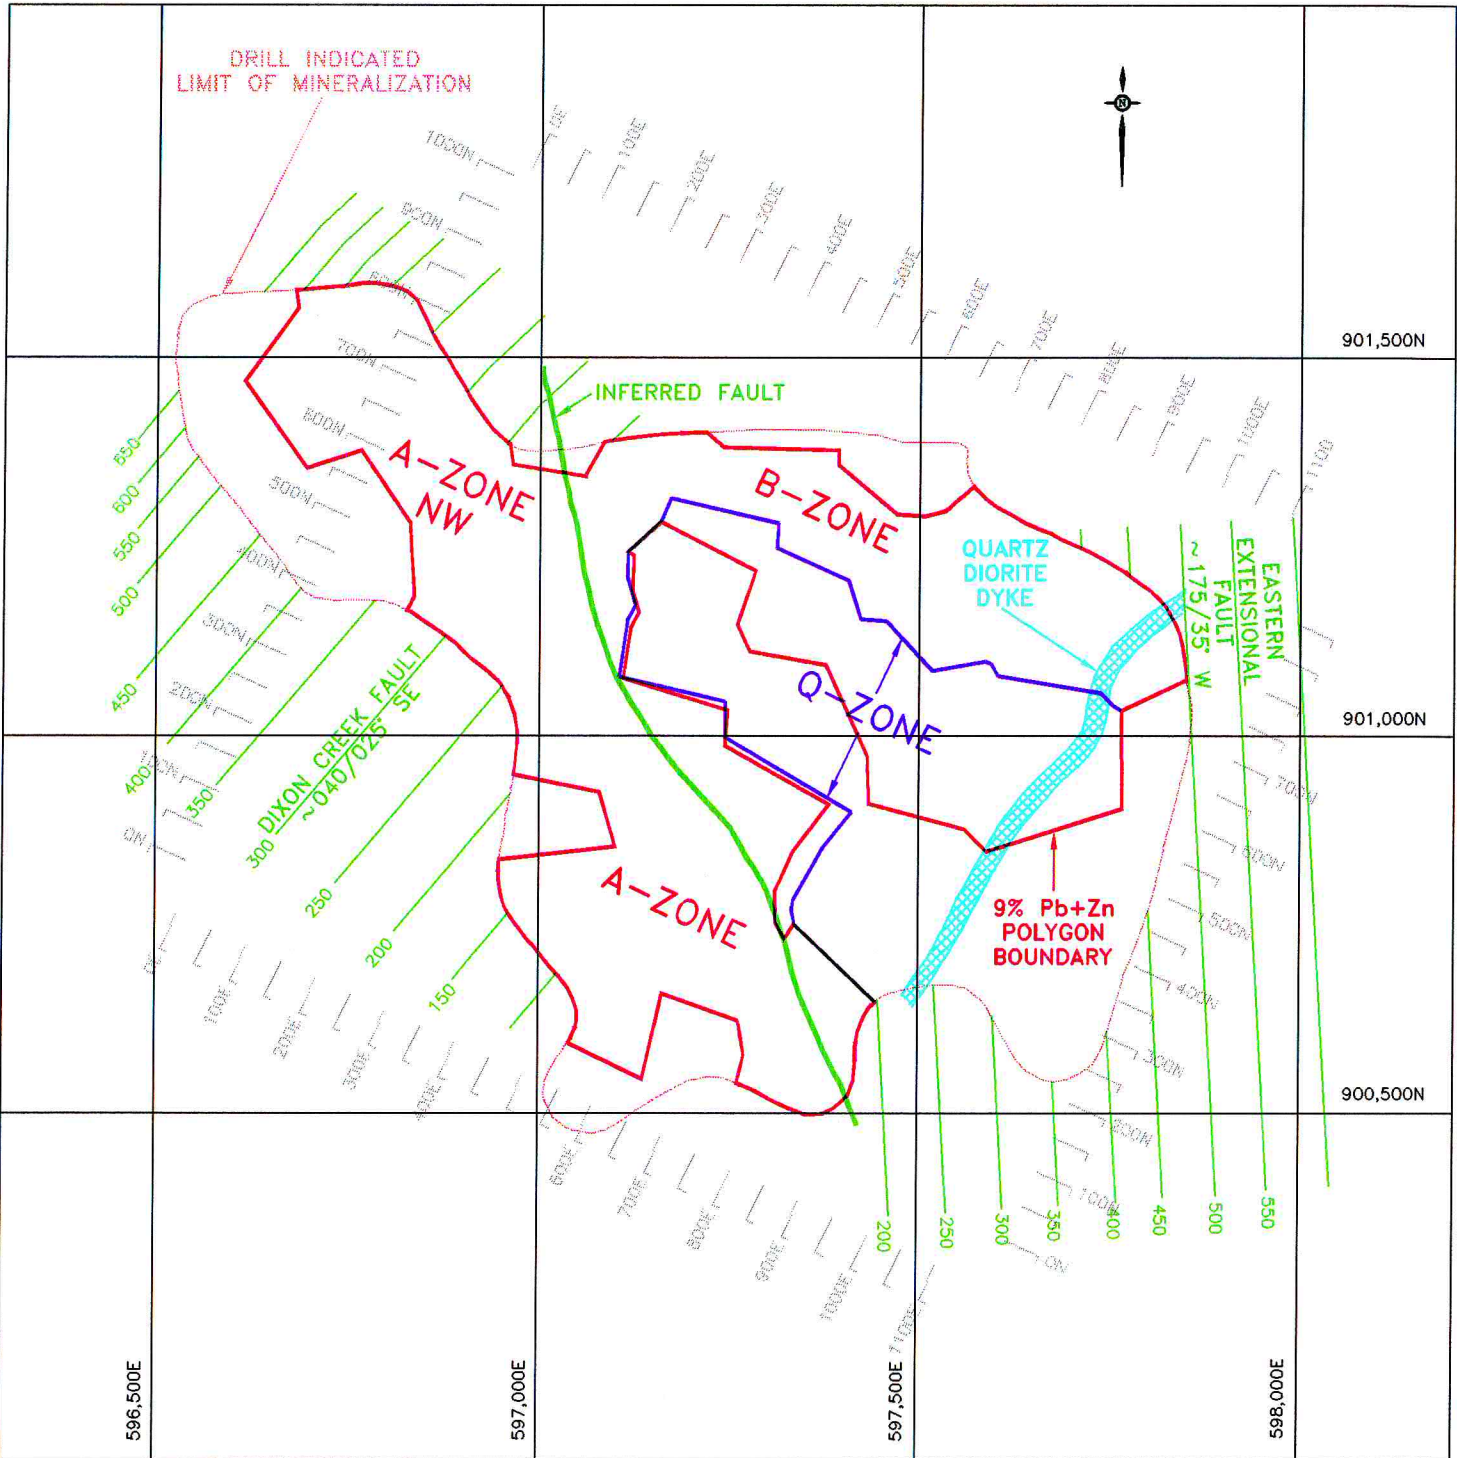 DRILL INDICATED
LIMIT OF MINERALIZATION
N
1000N
900N
800N
700N
600N
500N
400N
300N
200N
100N
0N
0E
100E
200E
300E
400E
500E
600E
700E
800E
900E
1000E
1100
901,500N
INFERRED FAULT
A-ZONE
NW
B-ZONE
QUARTZ
DIORITE
DYKE
EASTERN
EXTENSIONAL
FAULT
~175/35° W
650
600
550
500
450
400
350
300
250
200
150
DIXON CREEK FAULT
~040/025° SE
Q-ZONE
901,000N
A-ZONE
9% Pb+Zn
POLYGON
BOUNDARY
700N
600N
500N
400N
300N
200N
100N
0N
0E
100E
200E
300E
400E
600E
700E
800E
900E
1000E
1100E
900,500N
200
250
300
350
400
450
500
550
596,500E
597,000E
597,500E
598,000E